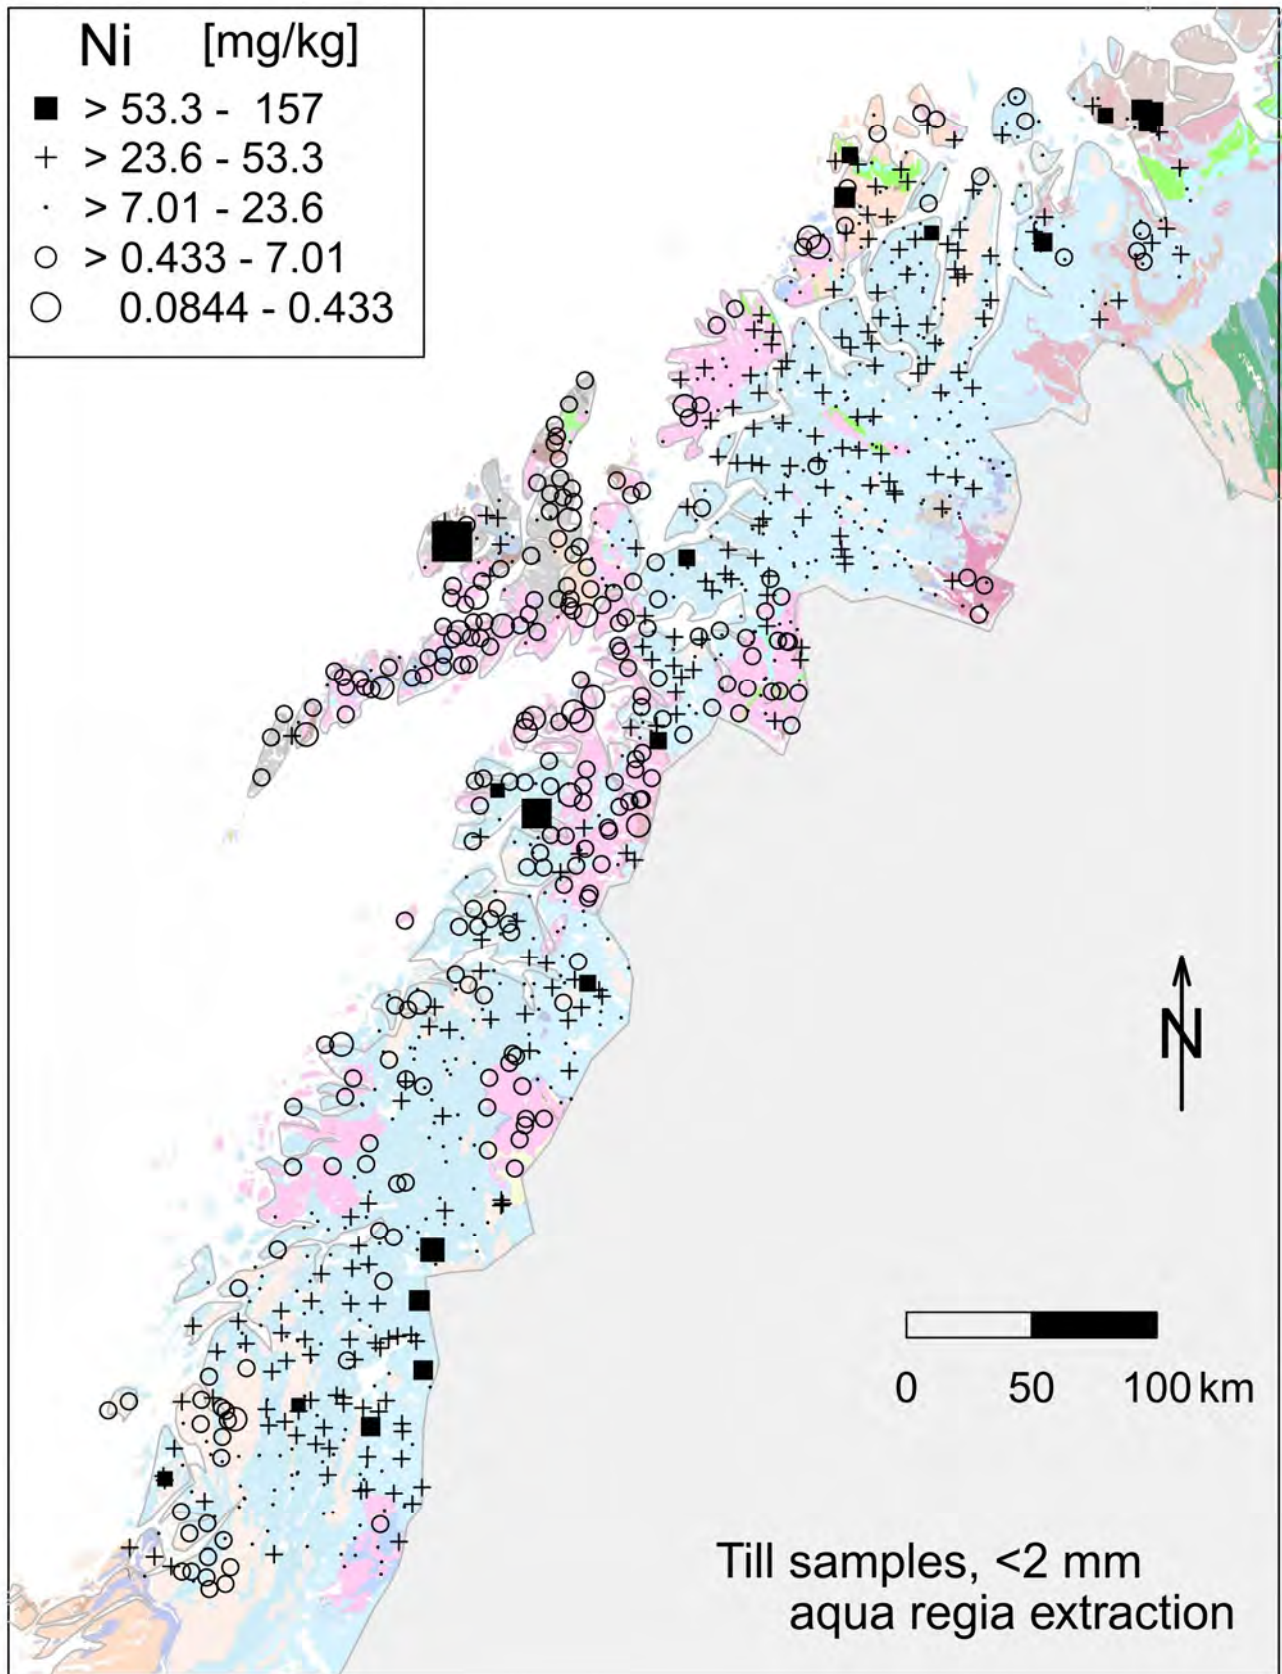 Ni [mg/kg]
■ > 53.3 - 157
+ > 23.6 - 53.3
· > 7.01 - 23.6
○ > 0.433 - 7.01
○ 0.0844 - 0.433
N
0 50 100 km
Till samples, <2 mm
aqua regia extraction